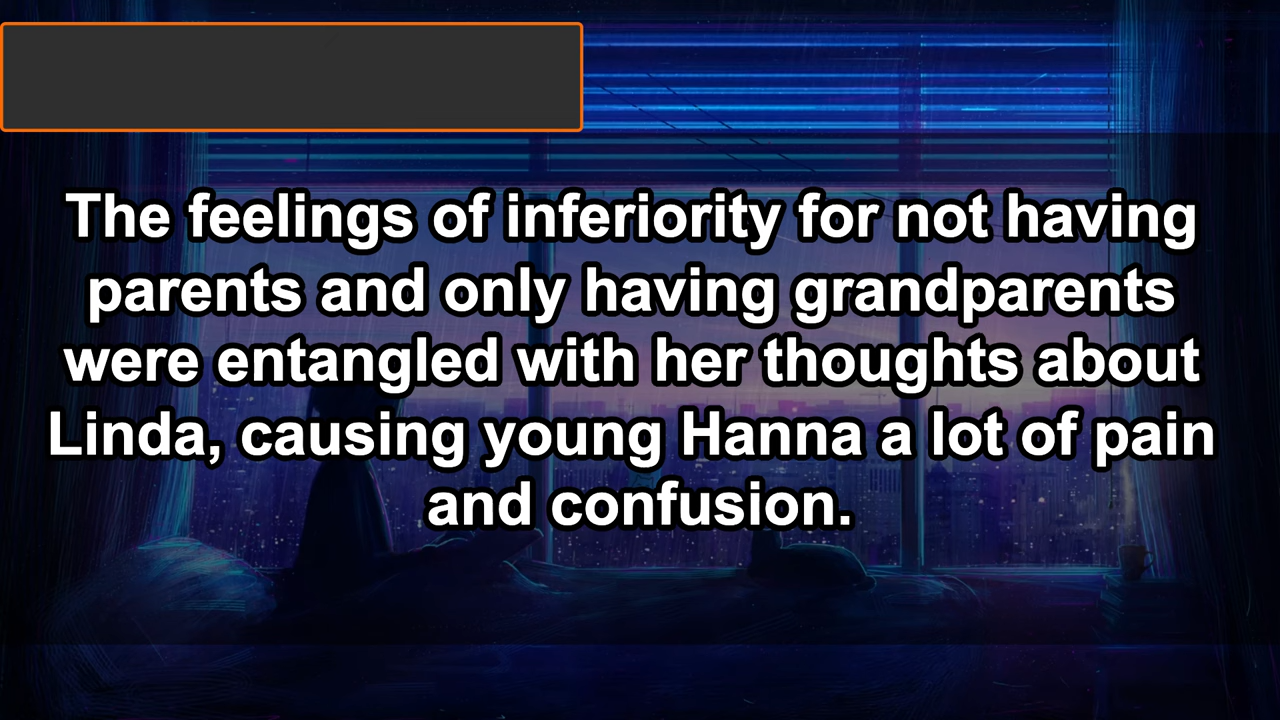 The feelings of inferiority for not having
parents and only having grandparents
were entangled with her thoughts about
Linda, causing young Hanna a lot of pain
and confusion.